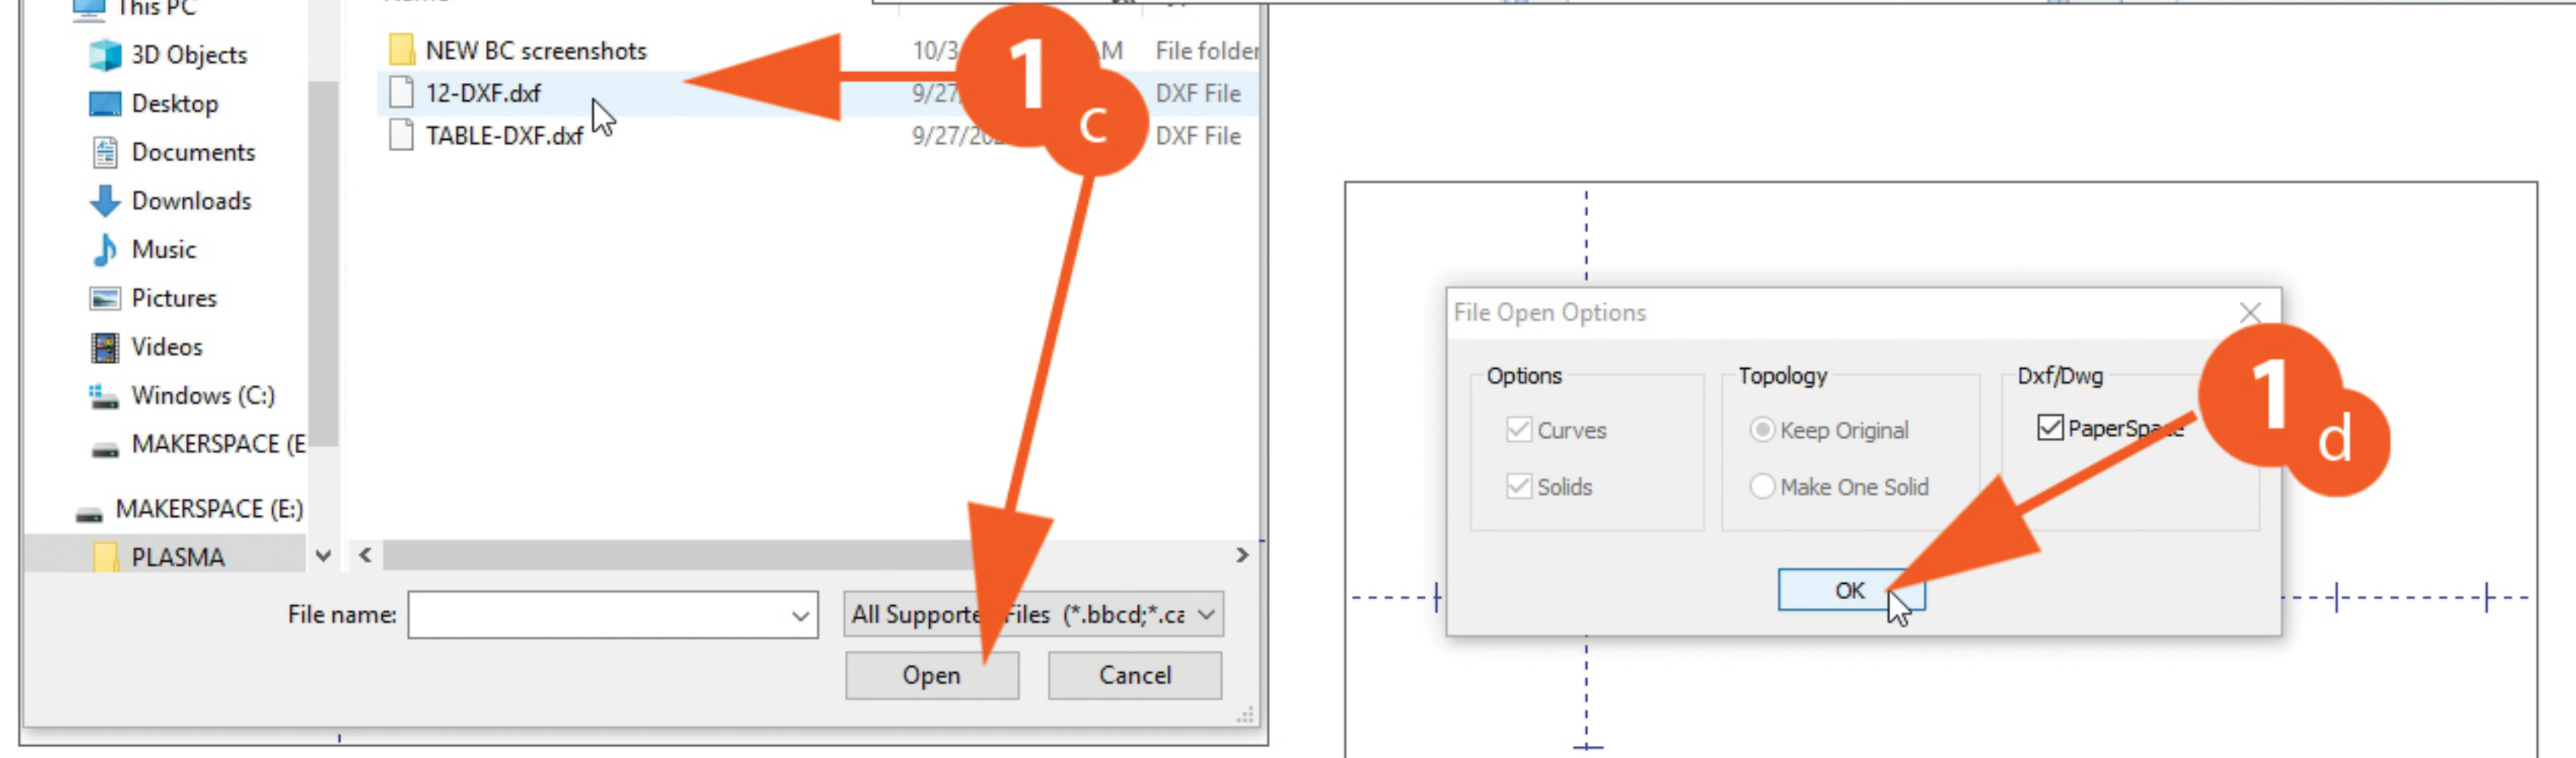 This PC
3D Objects
Desktop
Documents
Downloads
Music
Pictures
Videos
Windows (C:)
MAKERSPACE (E
MAKERSPACE (E:)
PLASMA
NEW BC screenshots 10/3 AM File folder
12-DXF.dxf 9/27 DXF File
TABLE-DXF.dxf 9/27/20 DXF File
1
c
File name:
All Supporte Files (*.bbcd;*.ca
Open Cancel
File Open Options
Options Topology Dxf/Dwg
Curves Keep Original PaperSpace
Solids Make One Solid
OK
1
d